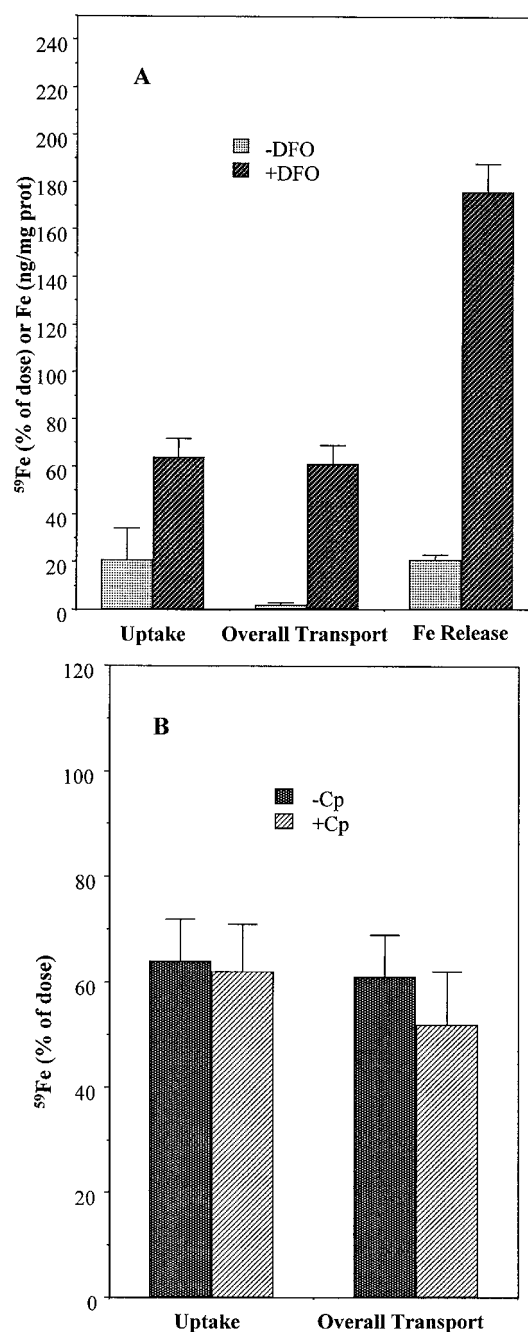 240
A
220
200
-DFO
+DFO
180
160
140
120
100
80
60
40
20
0
⁵⁹Fe (% of dose) or Fe (ng/mg prot)
Uptake Overall Transport Fe Release
120
B
100
-Cp
+Cp
80
60
40
20
0
⁵⁹Fe (% of dose)
Uptake Overall Transport